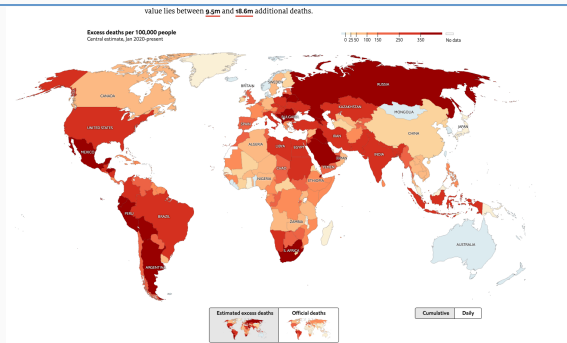 value lies between 9.5m and 18.6m additional deaths.
Excess deaths per 100,000 people
Central estimate, Jan 2020-present
0 25 50 100 150 250 350 No data
CANADA
UNITED STATES
MEXICO
PERU
BRAZIL
ARGENTINA
BRITAIN
SWEDEN
RUSSIA
KAZAKHSTAN
MONGOLIA
BULGARIA
CHINA
JAPAN
ALGERIA
LIBYA
EGYPT
IRAN
INDIA
NIGERIA
ETHIOPIA
ZAMBIA
S AFRICA
AUSTRALIA
Estimated excess deaths
Official deaths
Cumulative Daily